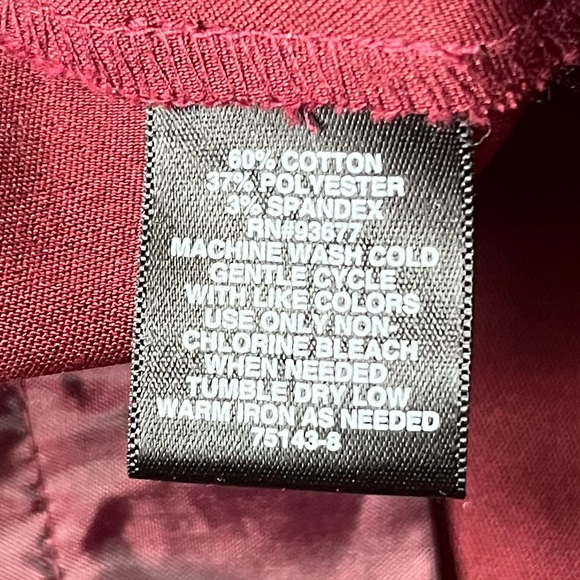 60% COTTON
37% POLYESTER
3% SPANDEX
RN#93677
MACHINE WASH COLD
GENTLE CYCLE
WITH LIKE COLORS
USE ONLY NON-
CHLORINE BLEACH
WHEN NEEDED
TUMBLE DRY LOW
WARM IRON AS NEEDED
75143-8